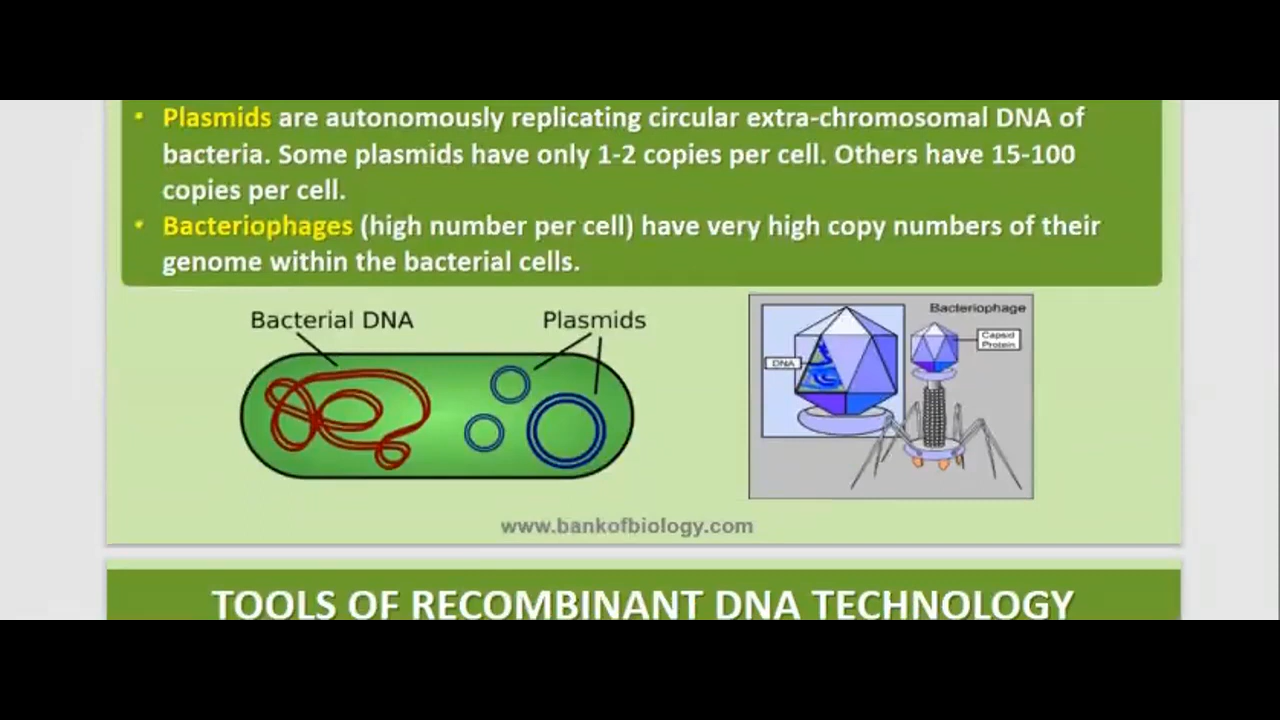 • Plasmids are autonomously replicating circular extra-chromosomal DNA of
bacteria. Some plasmids have only 1-2 copies per cell. Others have 15-100
copies per cell.
• Bacteriophages (high number per cell) have very high copy numbers of their
genome within the bacterial cells.
Bacterial DNA
Plasmids
Bacteriophage
DNA
Capsid
Protein
www.bankofbiology.com
TOOLS OF RECOMBINANT DNA TECHNOLOGY